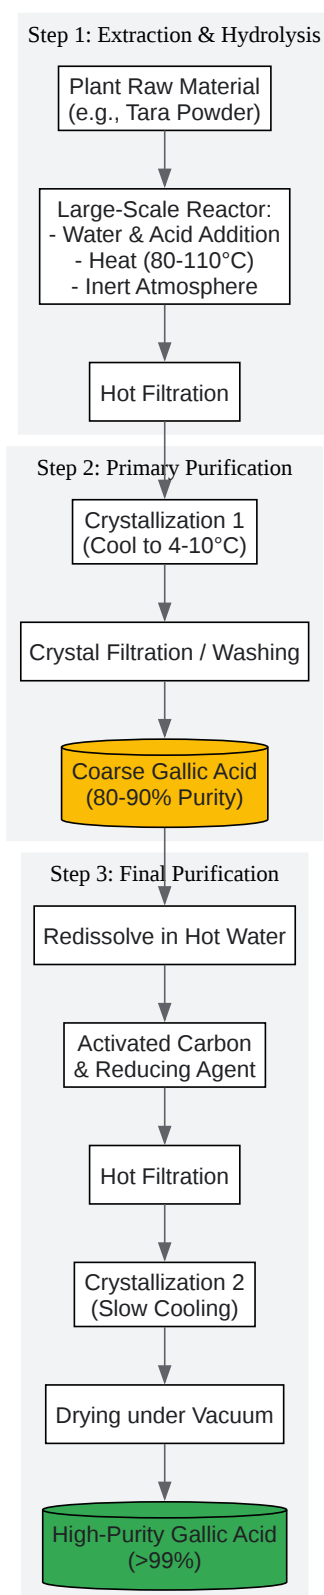 Step 1: Extraction & Hydrolysis
Plant Raw Material
(e.g., Tara Powder)
Large-Scale Reactor:
- Water & Acid Addition
- Heat (80-110°C)
- Inert Atmosphere
Hot Filtration
Step 2: Primary Purification
Crystallization 1
(Cool to 4-10°C)
Crystal Filtration / Washing
Coarse Gallic Acid
(80-90% Purity)
Step 3: Final Purification
Redissolve in Hot Water
Activated Carbon
& Reducing Agent
Hot Filtration
Crystallization 2
(Slow Cooling)
Drying under Vacuum
High-Purity Gallic Acid
(>99%)